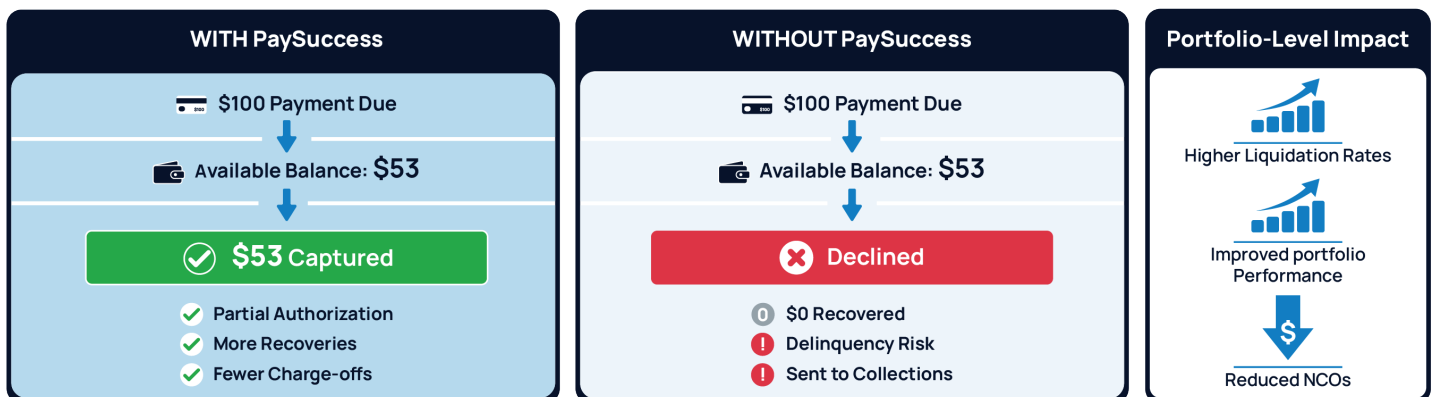 WITH PaySuccess
$100 Payment Due
Available Balance: $53
$53 Captured
Partial Authorization
More Recoveries
Fewer Charge-offs
WITHOUT PaySuccess
$100 Payment Due
Available Balance: $53
Declined
0 $0 Recovered
! Delinquency Risk
! Sent to Collections
Portfolio-Level Impact
Higher Liquidation Rates
Improved portfolio
Performance
$
Reduced NCOs